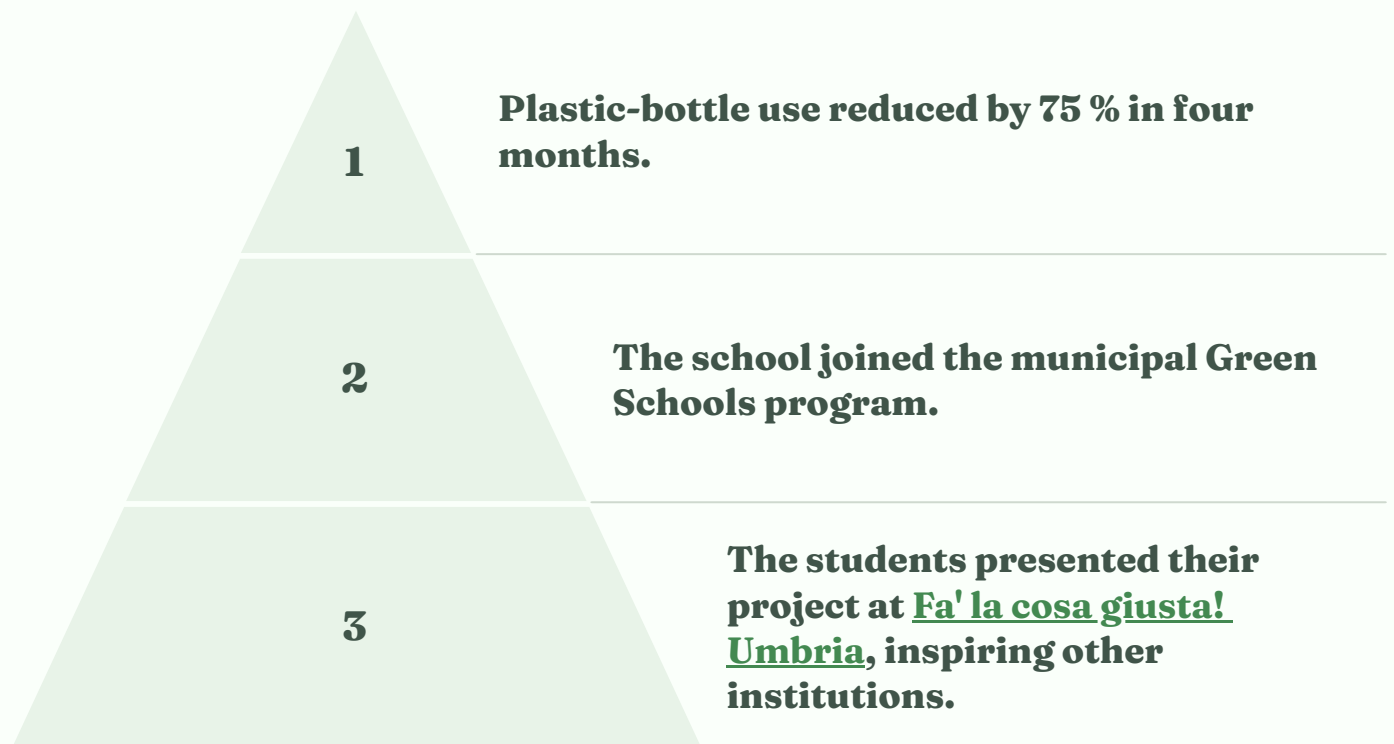 1
Plastic-bottle use reduced by 75 % in four
months.
2
The school joined the municipal Green
Schools program.
3
The students presented their
project at Fa' la cosa giusta!
Umbria, inspiring other
institutions.